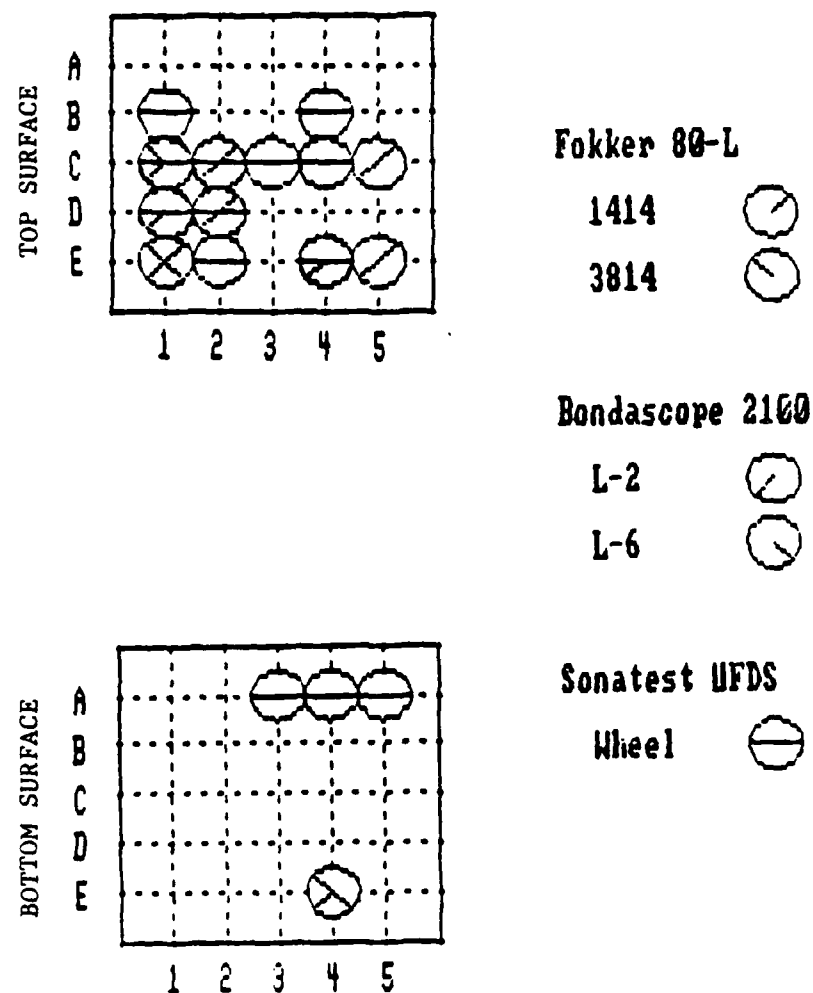 TOP SURFACE
A
B
C
D
E
1 2 3 4 5
Fokker 80-L
1414
3814
Bondascope 2100
L-2
L-6
BOTTOM SURFACE
A
B
C
D
E
1 2 3 4 5
Sonatest UFDS
Wheel